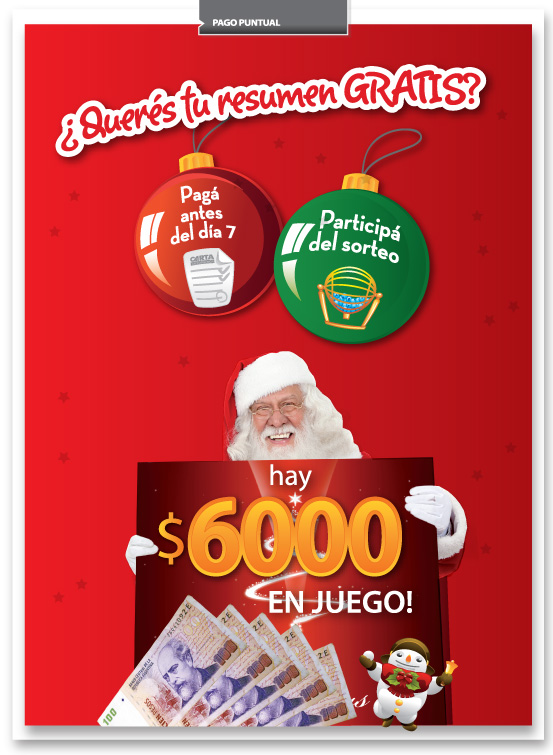 PAGO PUNTUAL
¿Querés tu resumen GRATIS?
Pagá
antes
del día 7
CERTA
Participá
del sorteo
hay
$6000
EN JUEGO!
100